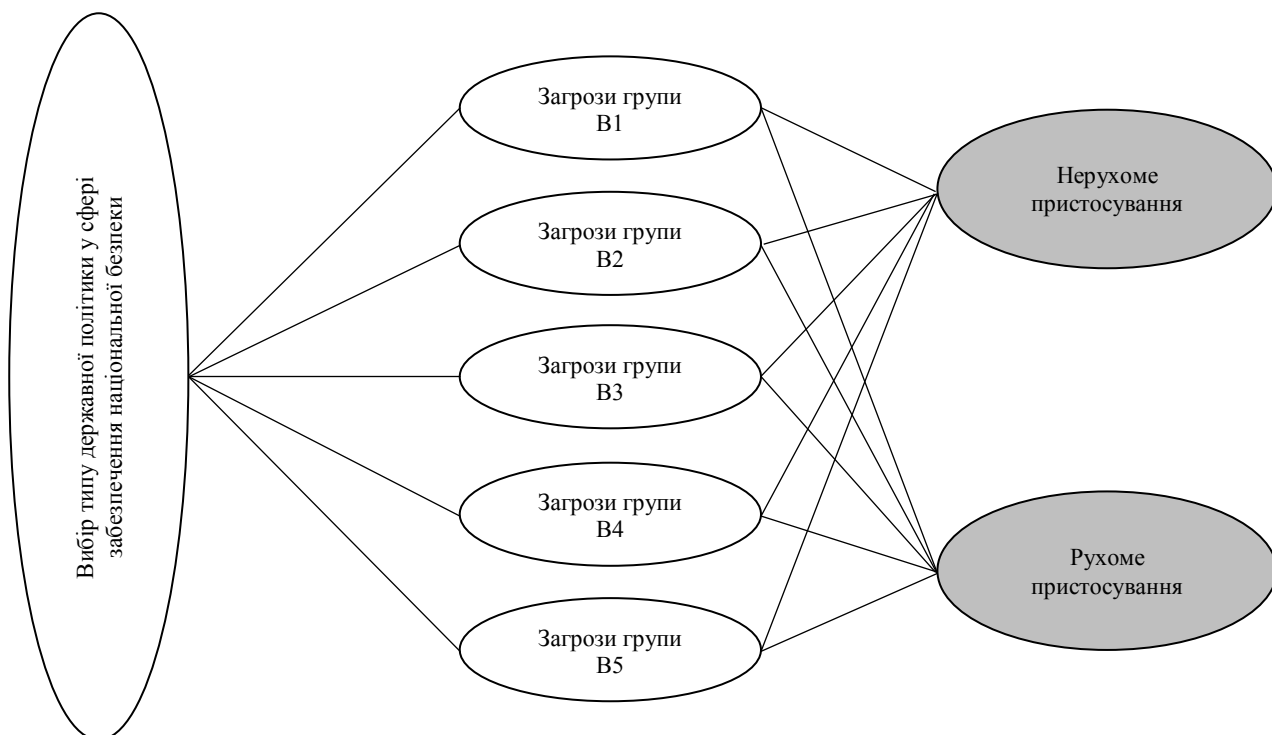 Вибір типу державної політики у сфері
забезпечення національної безпеки
Загрози групи
В1
Загрози групи
В2
Загрози групи
В3
Загрози групи
В4
Загрози групи
В5
Нерухоме
пристосування
Рухоме
пристосування